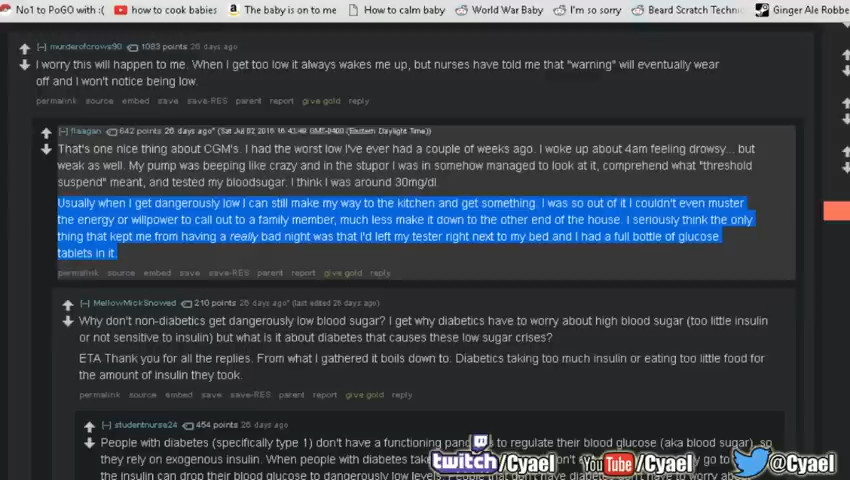 No1 to PoGO with :(
how to cook babies
The baby is on to me
How to calm baby
World War Baby
I'm so sorry
Beard Scratch Techni
Ginger Ale Robbe
[–] murderofcrows90 1083 points 26 days ago
I worry this will happen to me. When I get too low it always wakes me up, but nurses have told me that "warning" will eventually wear
off and I won't notice being low.
permalink source embed save save-RES parent report give gold reply
[–] flaagan 642 points 26 days ago* (Sat Jul 02 2016 16:43:49 GMT-0400 (Eastern Daylight Time))
That's one nice thing about CGM's. I had the worst low I've ever had a couple of weeks ago. I woke up about 4am feeling drowsy... but
weak as well. My pump was beeping like crazy and in the stupor I was in somehow managed to look at it, comprehend what "threshold
suspend" meant, and tested my bloodsugar. I think I was around 30mg/dl.
Usually when I get dangerously low I can still make my way to the kitchen and get something. I was so out of it I couldn't even muster
the energy or willpower to call out to a family member, much less make it down to the other end of the house. I seriously think the only
thing that kept me from having a really bad night was that I'd left my tester right next to my bed and I had a full bottle of glucose
tablets in it.
permalink source embed save save-RES parent report give gold reply
[–] MellowMickSnowed 210 points 26 days ago* (last edited 26 days ago)
Why don't non-diabetics get dangerously low blood sugar? I get why diabetics have to worry about high blood sugar (too little insulin
or not sensitive to insulin) but what is it about diabetes that causes these low sugar crises?
ETA Thank you for all the replies. From what I gathered it boils down to. Diabetics taking too much insulin or eating too little food for
the amount of insulin they took.
permalink source embed save save-RES parent report give gold reply
[–] studentnurse24 454 points 26 days ago
People with diabetes (specifically type 1) don't have a functioning to regulate their blood glucose (aka blood sugar), so
they rely on exogenous insulin. When people with diabetes
the insulin can drop their blood glucose to dangerously low levels.
twitch/Cyael
YouTube/Cyael
@Cyael